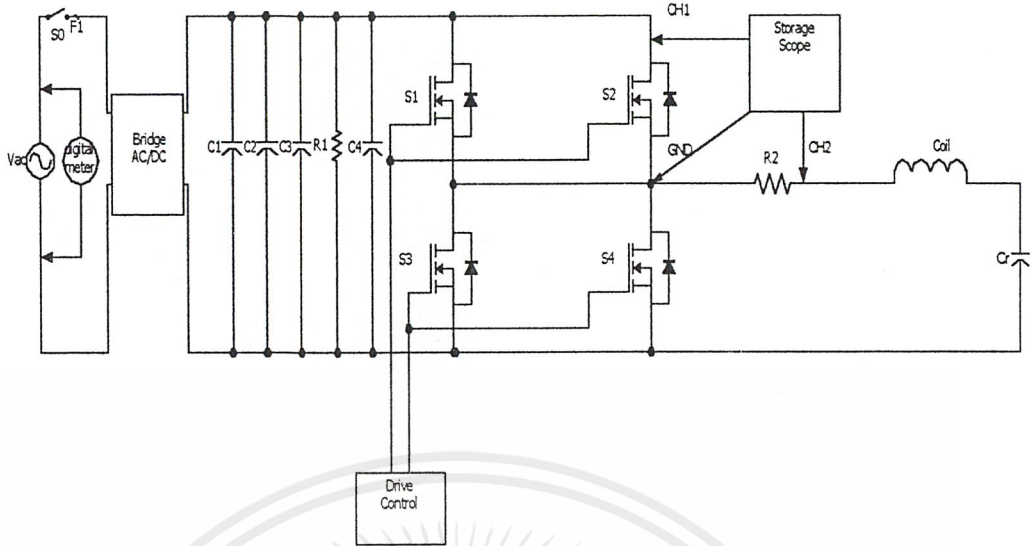 S0
F1
CH1
Storage
Scope
S1
S2
Vac
digital
meter
Bridge
AC/DC
C1
C2
C3
R1
C4
GND
R2
CH2
Coil
S3
S4
Cr
Drive
Control